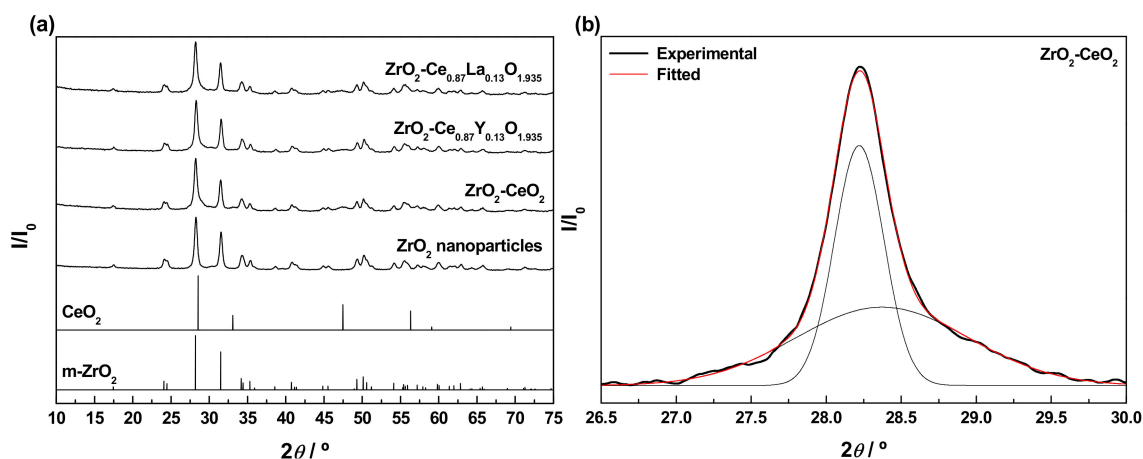 (a)
I/I₀
ZrO₂-Ce₀.₈₇La₀.₁₃O₁.₉₃₅
ZrO₂-Ce₀.₈₇Y₀.₁₃O₁.₉₃₅
ZrO₂-CeO₂
ZrO₂ nanoparticles
CeO₂
m-ZrO₂
10 15 20 25 30 35 40 45 50 55 60 65 70 75
2θ / º
(b)
I/I₀
Experimental
Fitted
ZrO₂-CeO₂
26.5 27.0 27.5 28.0 28.5 29.0 29.5 30.0
2θ / º